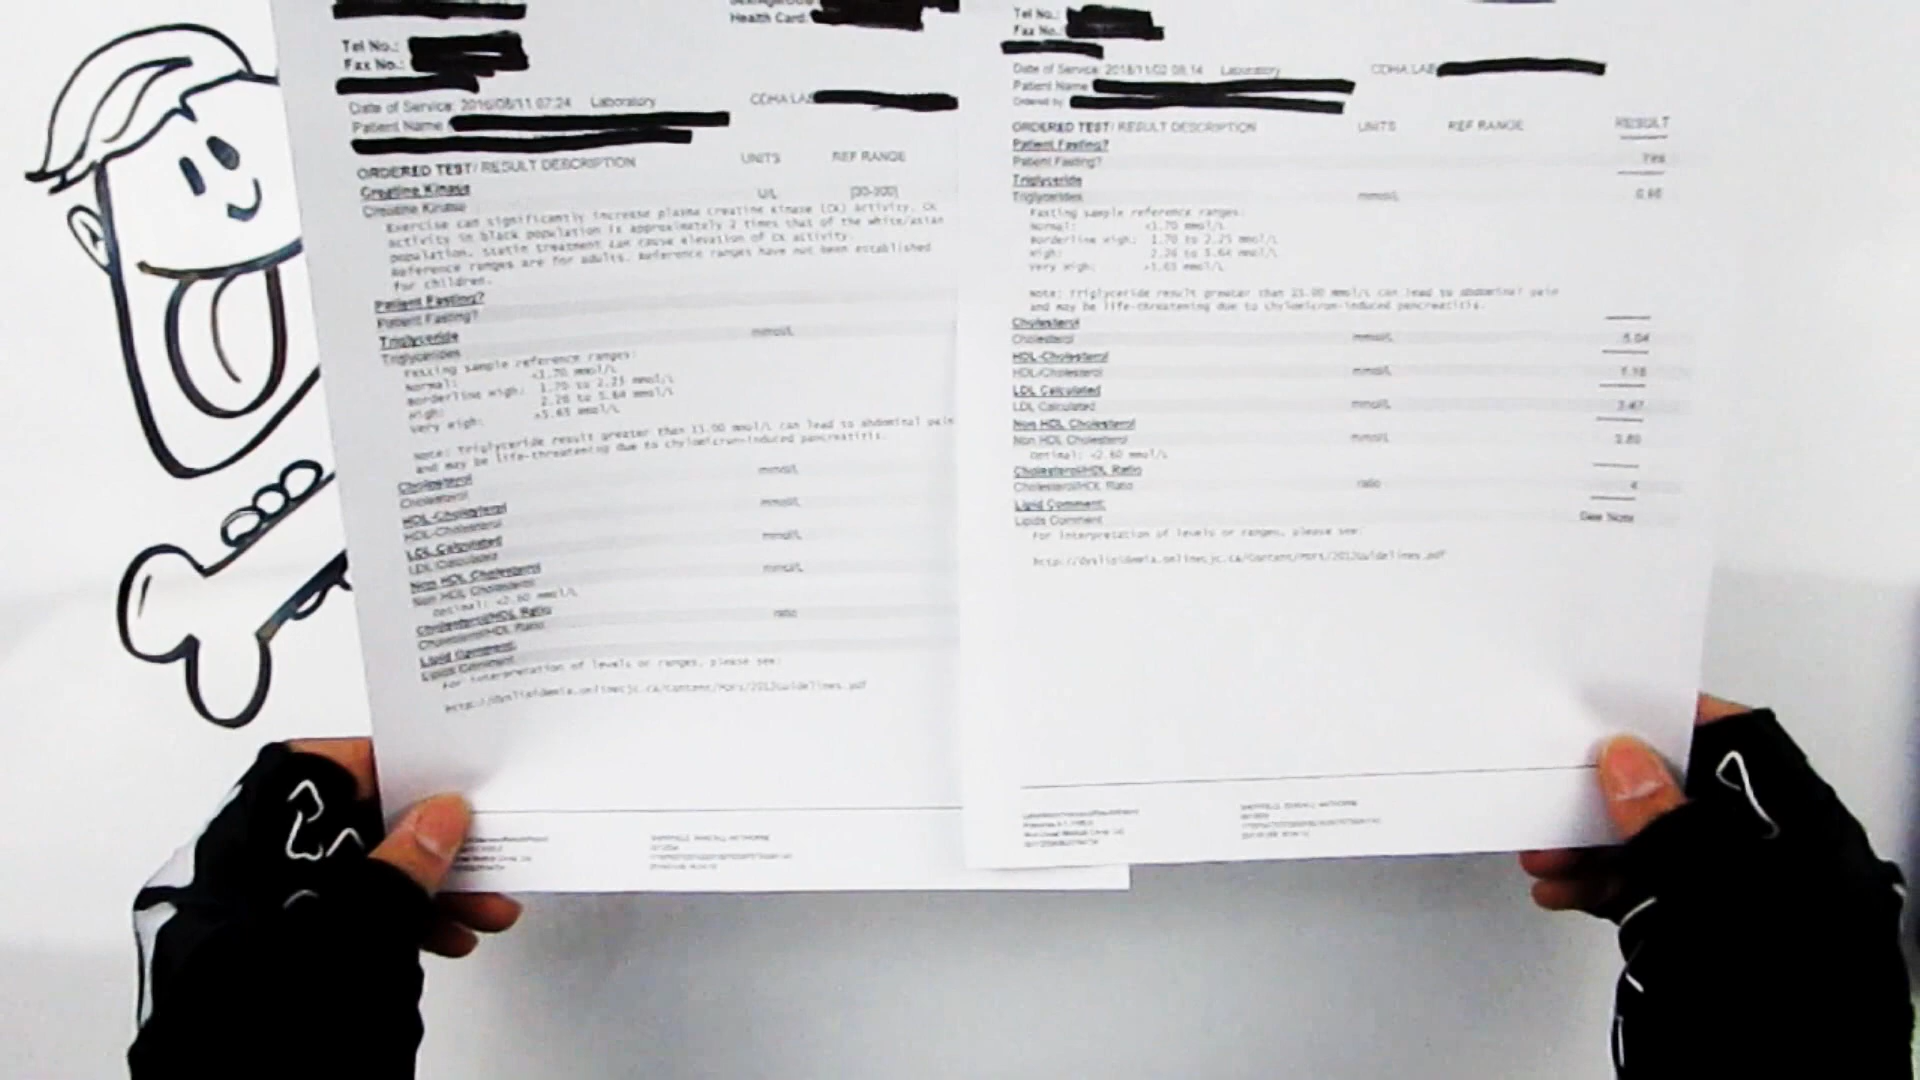 Health Card:
Tel No.:
Fax No.:
Date of Service: 2016/08/11 07:24 Laboratory CDHA LAB
Patient Name
ORDERED TEST/ RESULT DESCRIPTION UNITS REF RANGE
Creatine Kinase
Creatine Kinase U/L [30-300]
Exercise can significantly increase plasma creatine kinase (CK) activity. CK
activity in black population is approximately 2 times that of the white/asian
population. Statin treatment can cause elevation of CK activity.
Reference ranges are for adults. Reference ranges have not been established
for children.
Patient Fasting?
Patient Fasting?
Triglyceride
Triglycerides mmol/L
Fasting sample reference ranges:
Normal: <1.70 mmol/L
Borderline High: 1.70 to 2.25 mmol/L
High: 2.26 to 5.64 mmol/L
Very High: >5.65 mmol/L
Note: Triglyceride result greater than 15.00 mmol/L can lead to abdominal pain
and may be life-threatening due to chylomicron-induced pancreatitis.
Cholesterol
Cholesterol mmol/L
HDL-Cholesterol
HDL-Cholesterol mmol/L
LDL Calculated
LDL Calculated mmol/L
Non HDL Cholesterol
Non HDL Cholesterol mmol/L
Optimal: <2.60 mmol/L
Cholesterol/HDL Ratio
Cholesterol/HDL Ratio ratio
Lipid Comment:
Lipids Comment
For interpretation of levels or ranges, please see:
http://dyslipidemia.onlinecjc.ca/Content/PDFs/2012Guidelines.pdf
Tel No.:
Fax No.:
Date of Service: 2018/11/02 08:14 Laboratory CDHA LAB
Patient Name
Ordered by
ORDERED TEST/ RESULT DESCRIPTION UNITS REF RANGE RESULT
Patient Fasting?
Patient Fasting? Yes
Triglyceride
Triglycerides mmol/L
Fasting sample reference ranges:
Normal: <1.70 mmol/L
Borderline High: 1.70 to 2.25 mmol/L
High: 2.26 to 5.64 mmol/L
Very High: mmol/L
Note: Triglyceride result greater than 15.00 mmol/L can lead to abdominal pain
and may be life-threatening due to chylomicron-induced pancreatitis.
Cholesterol
Cholesterol mmol/L 5.04
HDL-Cholesterol
HDL-Cholesterol mmol/L
LDL Calculated
LDL Calculated mmol/L 3.47
Non HDL Cholesterol
Non HDL Cholesterol mmol/L
Optimal: <2.60 mmol/L
Cholesterol/HDL Ratio
Cholesterol/HDL Ratio ratio 4
Lipid Comment:
Lipids Comment See Note
For interpretation of levels or ranges, please see:
http://dyslipidemia.onlinecjc.ca/Content/PDFs/2012Guidelines.pdf